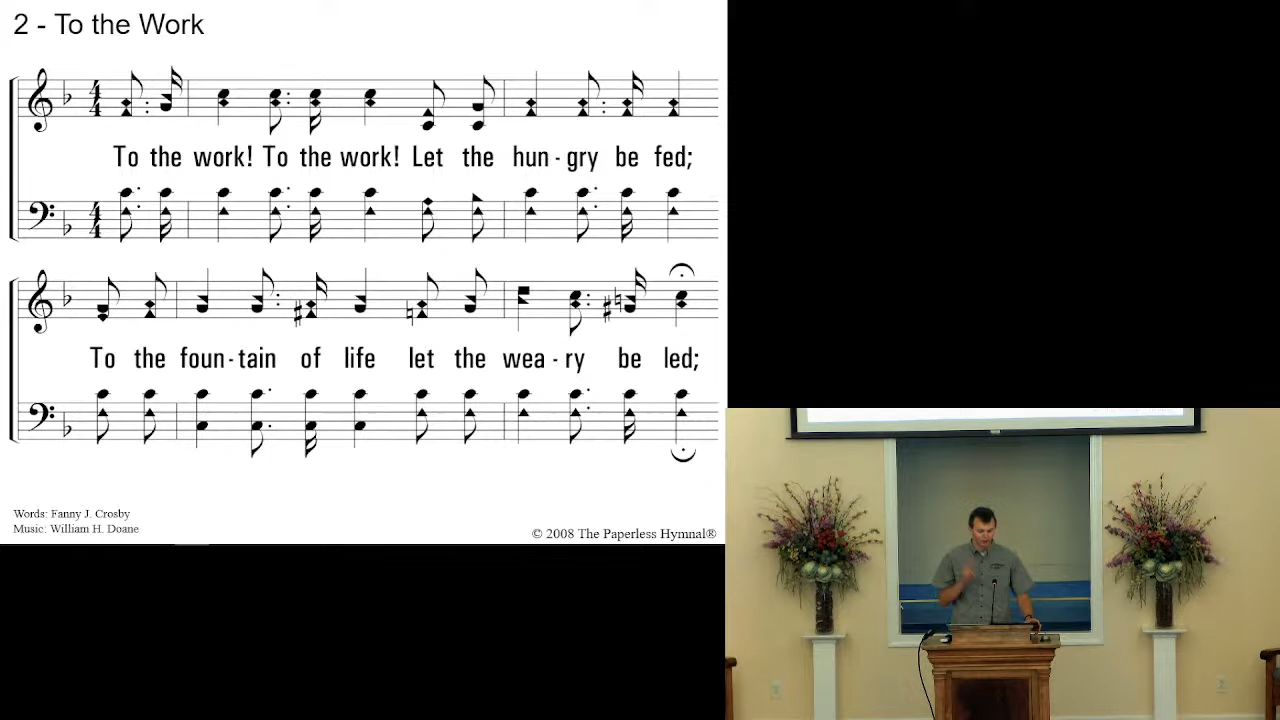 2 - To the Work
To the work! To the work! Let the hun - gry be fed;
To the foun - tain of life let the wea - ry be led;
Words: Fanny J. Crosby
Music: William H. Doane
© 2008 The Paperless Hymnal®